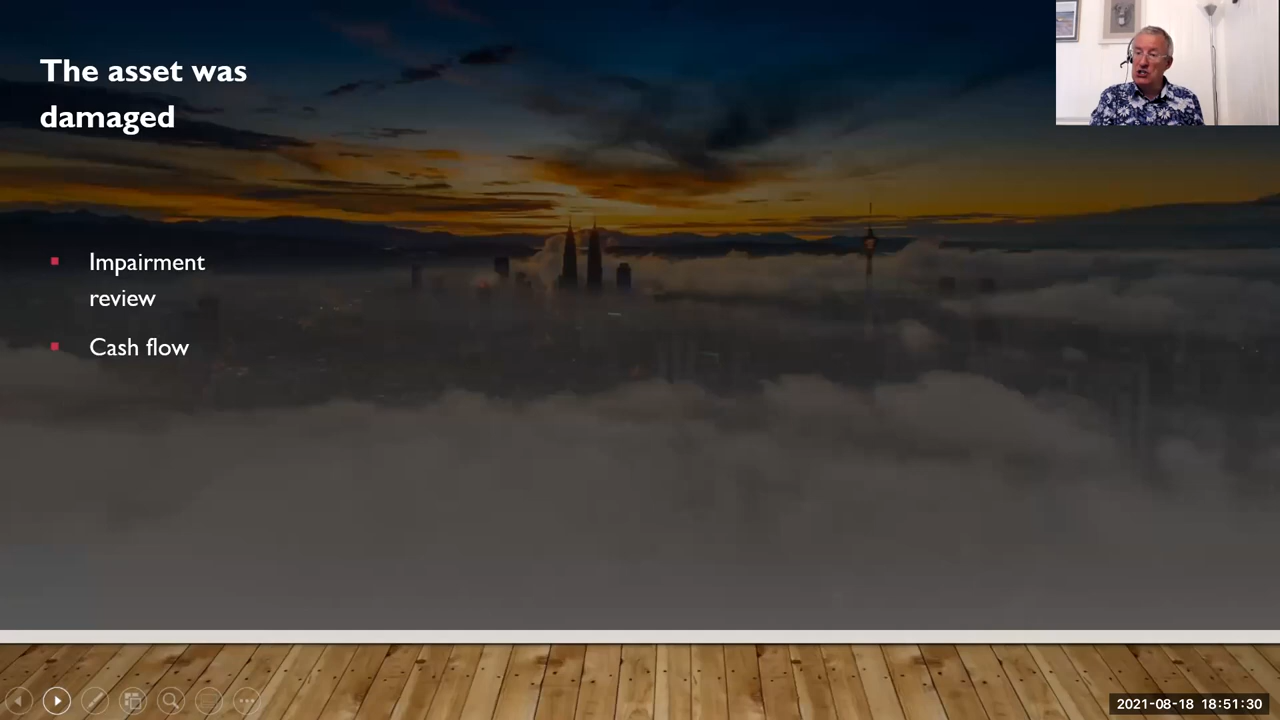 The asset was
damaged
Impairment
review
Cash flow
2021-08-18 18:51:30